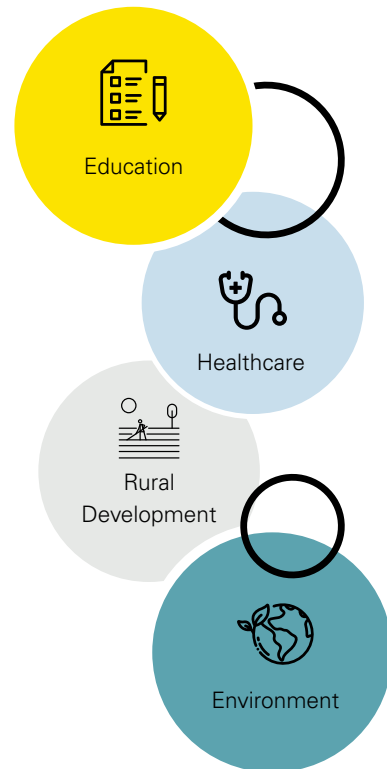 Education
Healthcare
Rural
Development
Environment